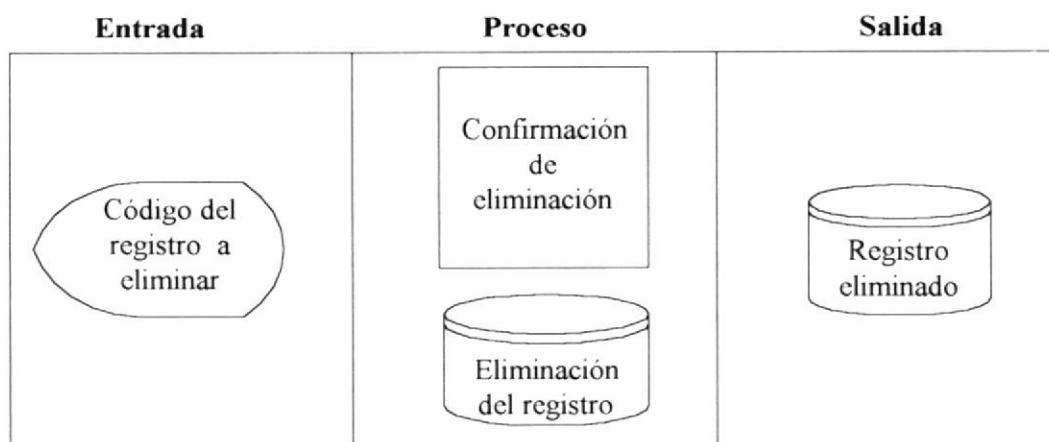 Entrada
Proceso
Salida
Código del
registro a
eliminar
Confirmación
de
eliminación
Eliminación
del registro
Registro
eliminado